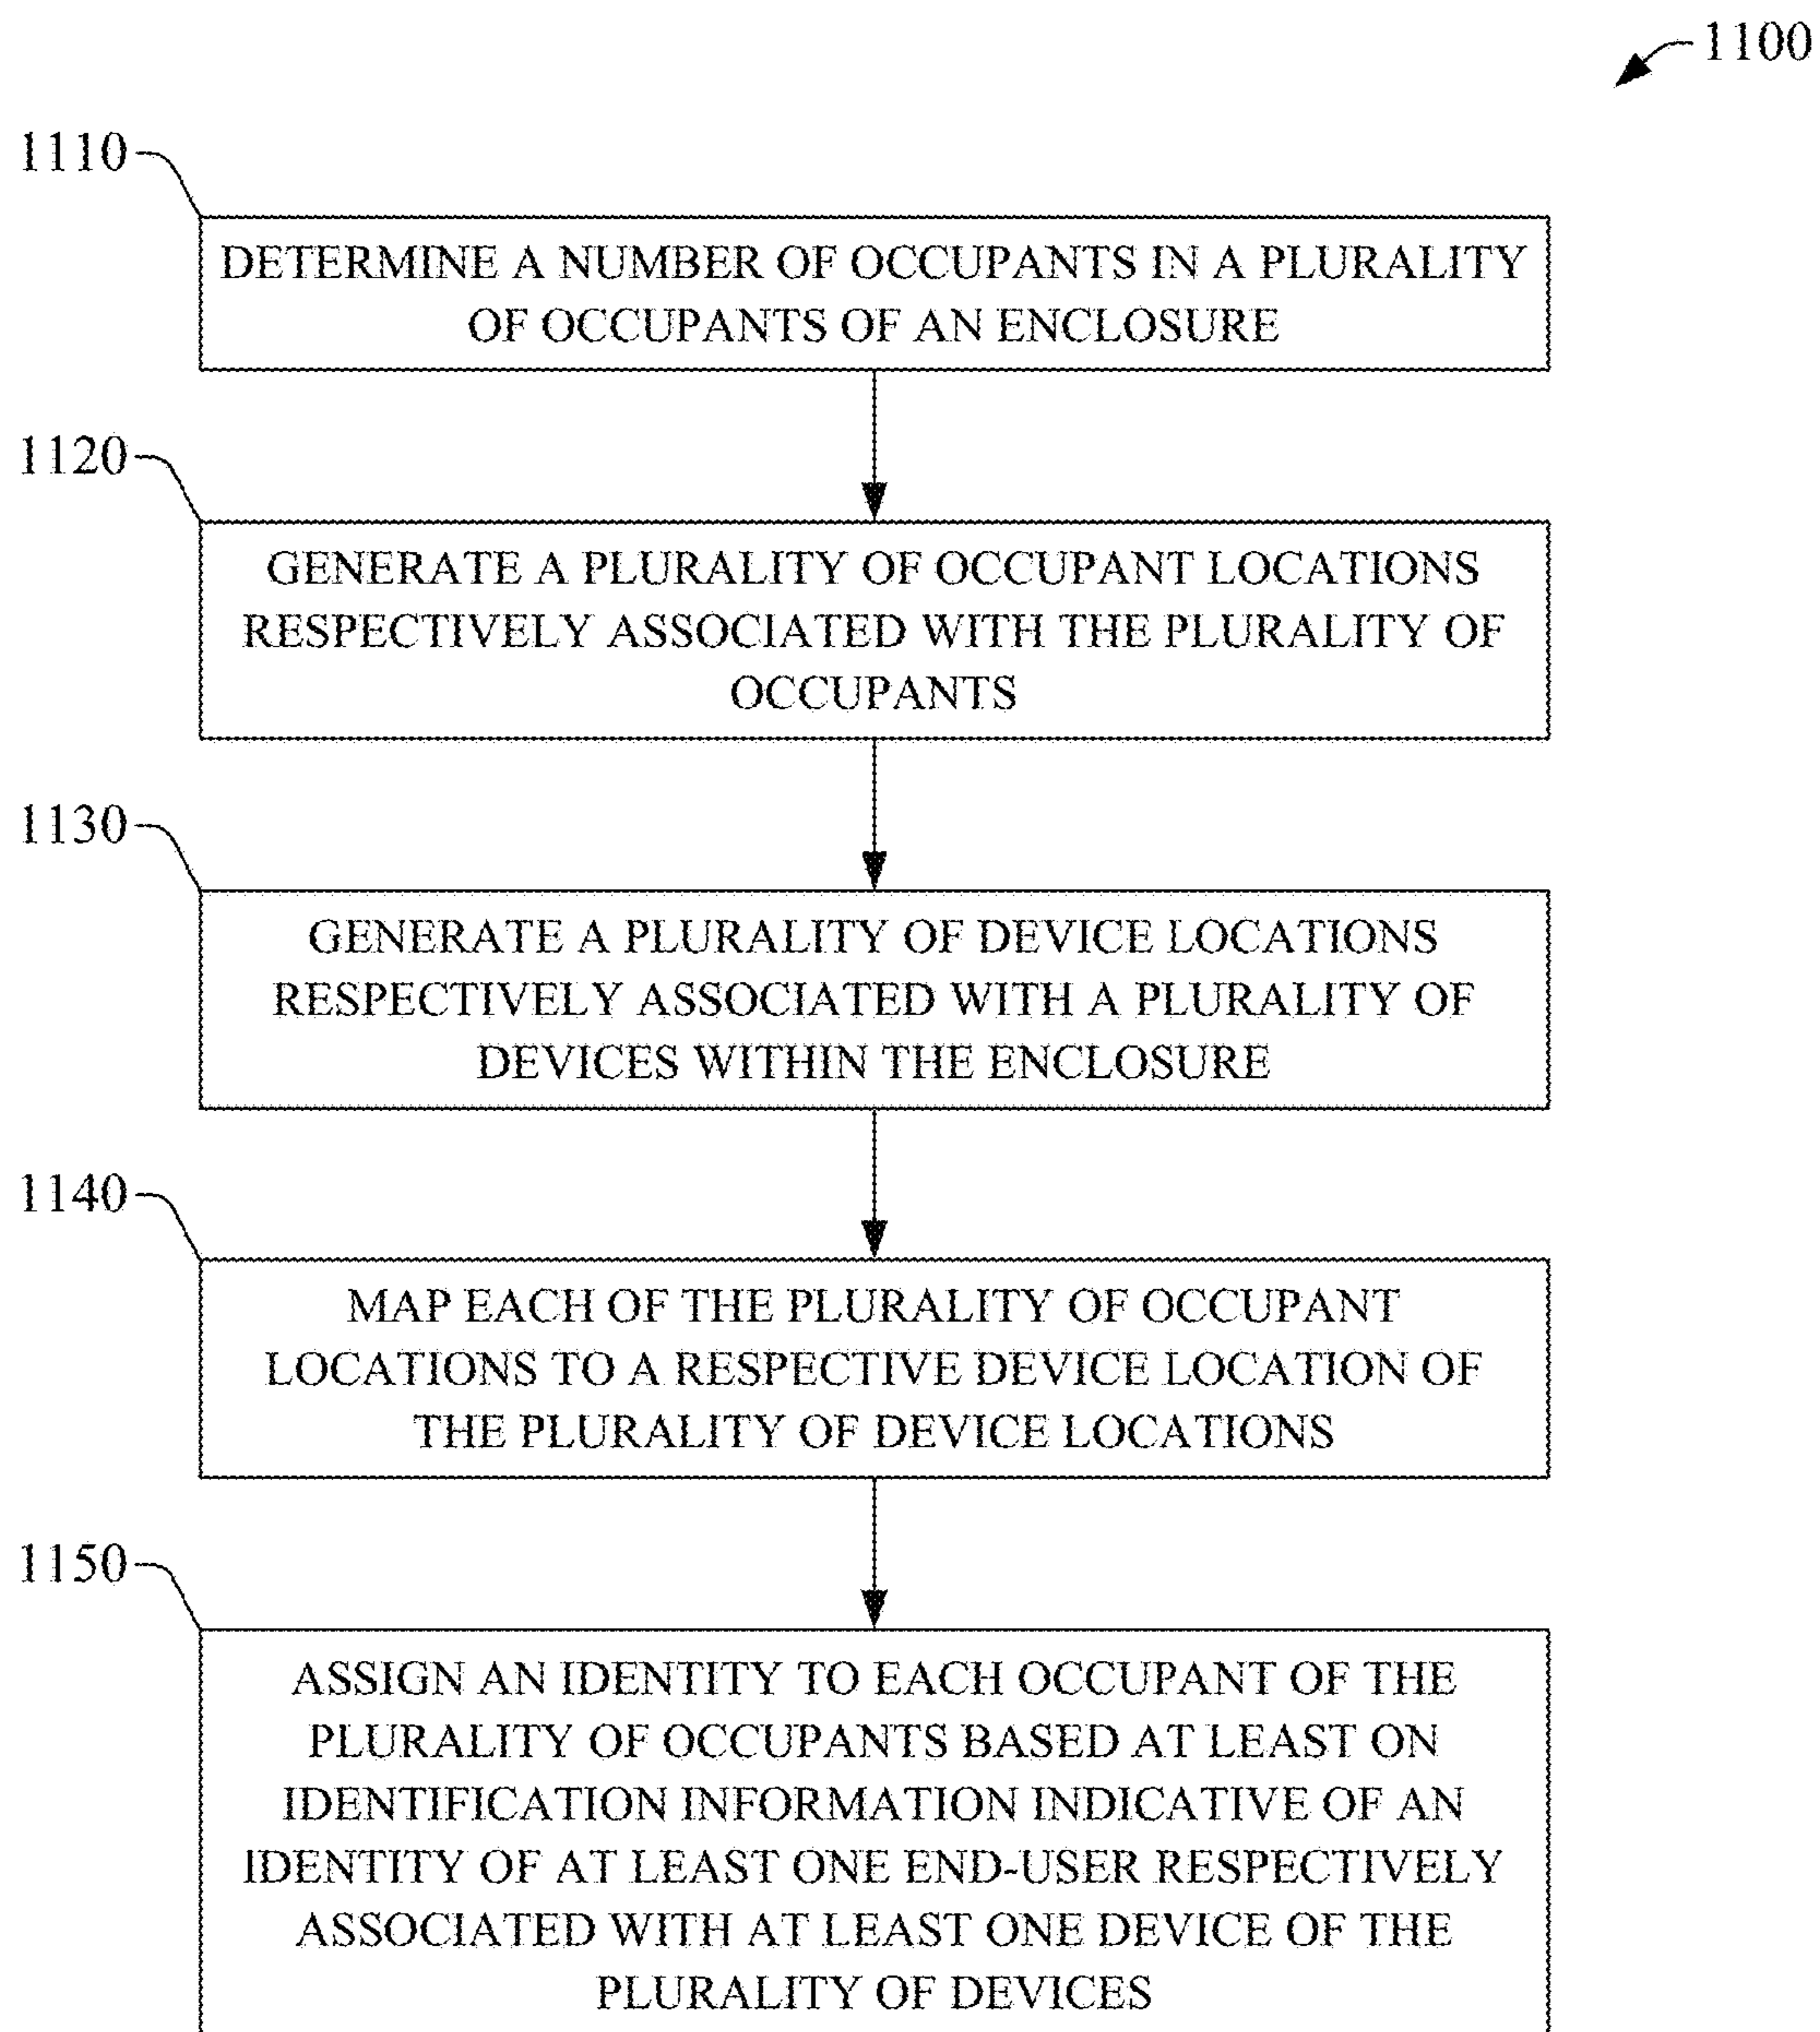 1100
1110
DETERMINE A NUMBER OF OCCUPANTS IN A PLURALITY
OF OCCUPANTS OF AN ENCLOSURE
1120
GENERATE A PLURALITY OF OCCUPANT LOCATIONS
RESPECTIVELY ASSOCIATED WITH THE PLURALITY OF
OCCUPANTS
1130
GENERATE A PLURALITY OF DEVICE LOCATIONS
RESPECTIVELY ASSOCIATED WITH A PLURALITY OF
DEVICES WITHIN THE ENCLOSURE
1140
MAP EACH OF THE PLURALITY OF OCCUPANT
LOCATIONS TO A RESPECTIVE DEVICE LOCATION OF
THE PLURALITY OF DEVICE LOCATIONS
1150
ASSIGN AN IDENTITY TO EACH OCCUPANT OF THE
PLURALITY OF OCCUPANTS BASED AT LEAST ON
IDENTIFICATION INFORMATION INDICATIVE OF AN
IDENTITY OF AT LEAST ONE END-USER RESPECTIVELY
ASSOCIATED WITH AT LEAST ONE DEVICE OF THE
PLURALITY OF DEVICES